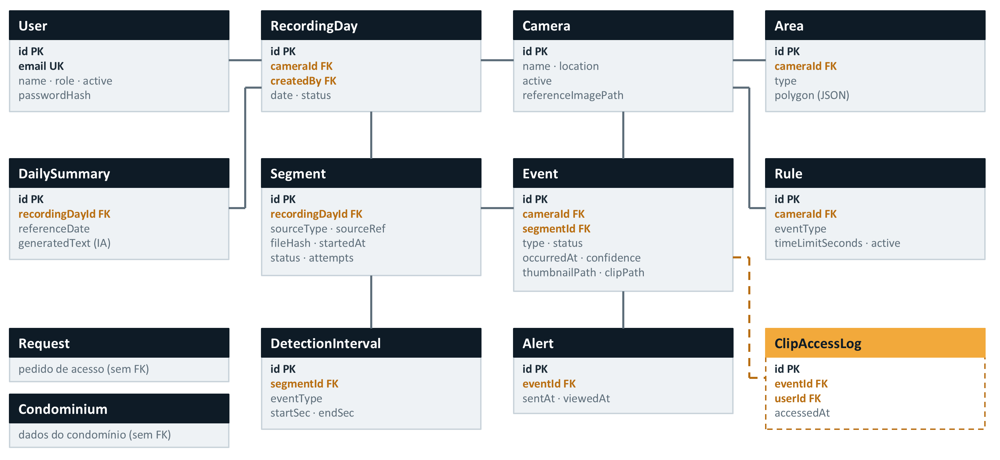 User
id PK
email UK
name · role · active
passwordHash
RecordingDay
id PK
cameraId FK
createdBy FK
date · status
Camera
id PK
name · location
active
referenceImagePath
Area
id PK
cameraId FK
type
polygon (JSON)
DailySummary
id PK
recordingDayId FK
referenceDate
generatedText (IA)
Segment
id PK
recordingDayId FK
sourceType · sourceRef
fileHash · startedAt
status · attempts
Event
id PK
cameraId FK
segmentId FK
type · status
occurredAt · confidence
thumbnailPath · clipPath
Rule
id PK
cameraId FK
eventType
timeLimitSeconds · active
Request
pedido de acesso (sem FK)
Condominium
dados do condomínio (sem FK)
DetectionInterval
id PK
segmentId FK
eventType
startSec · endSec
Alert
id PK
eventId FK
sentAt · viewedAt
ClipAccessLog
id PK
eventId FK
userId FK
accessedAt